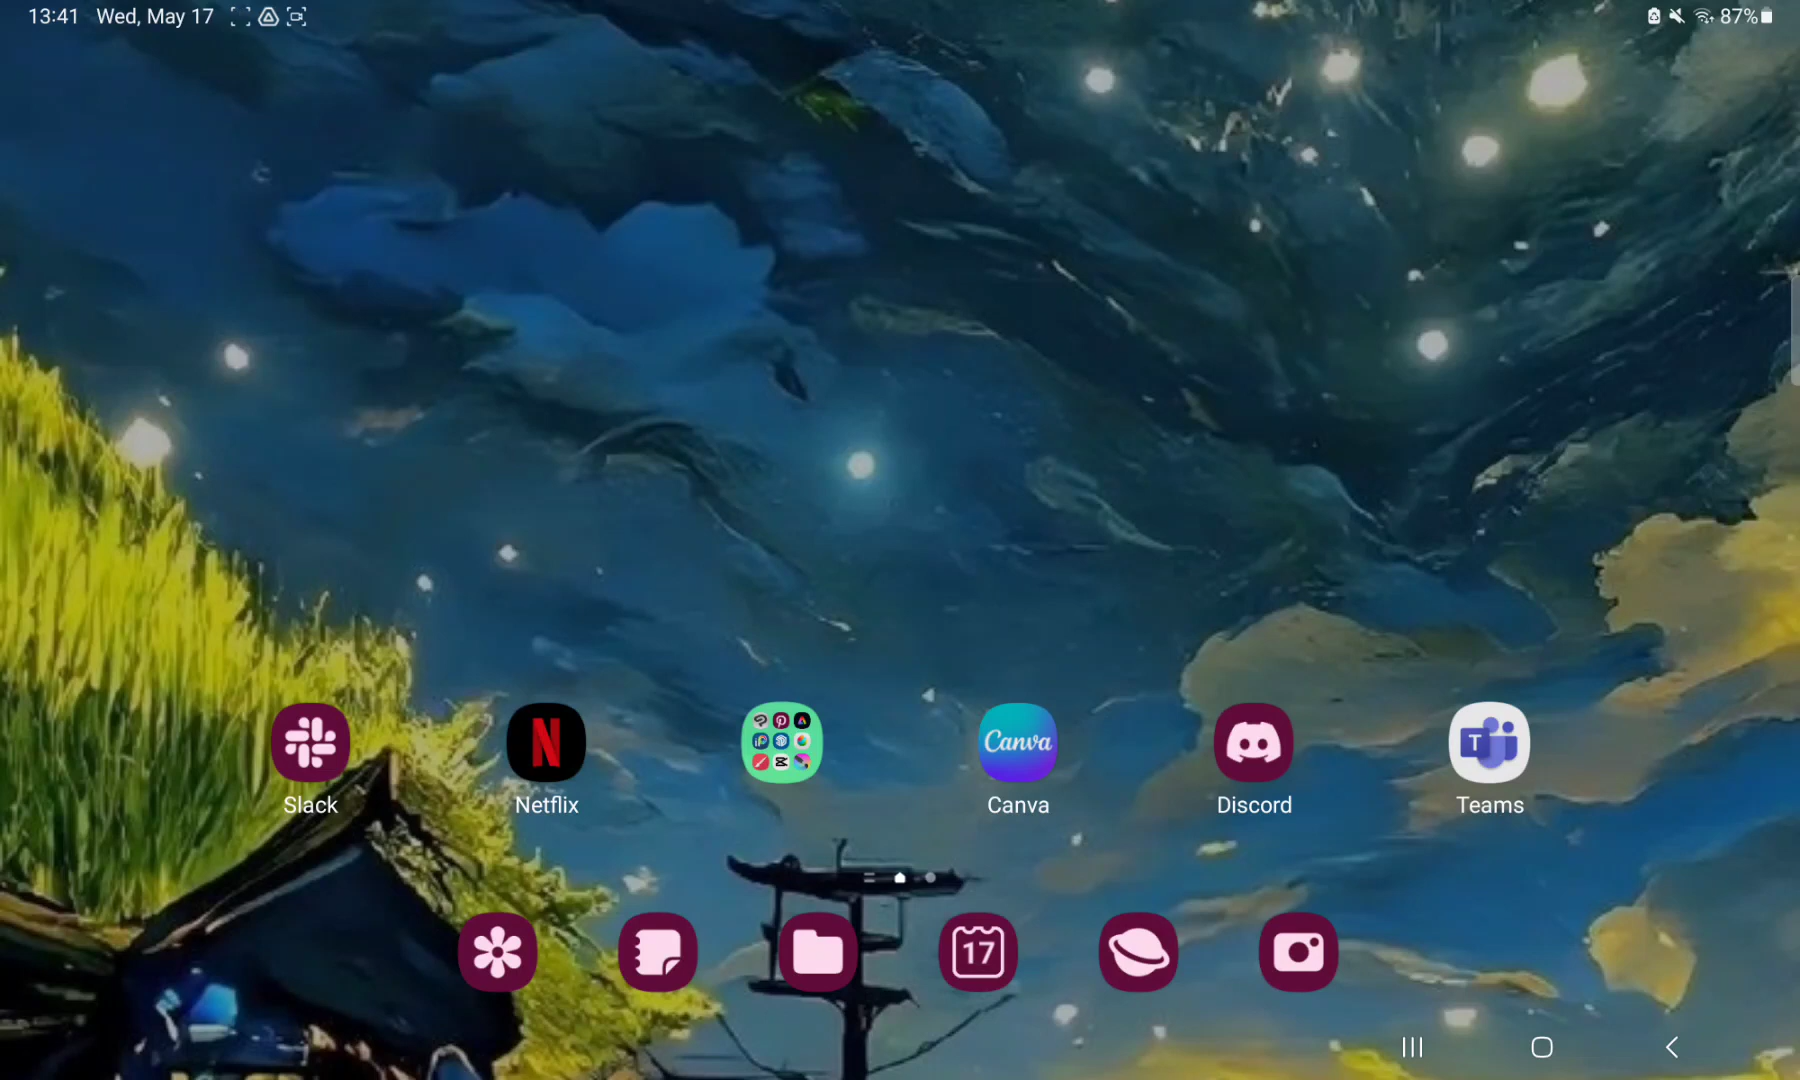 13:41 Wed, May 17
87%
Canva
T
Slack
Netflix
Canva
Discord
Teams
17